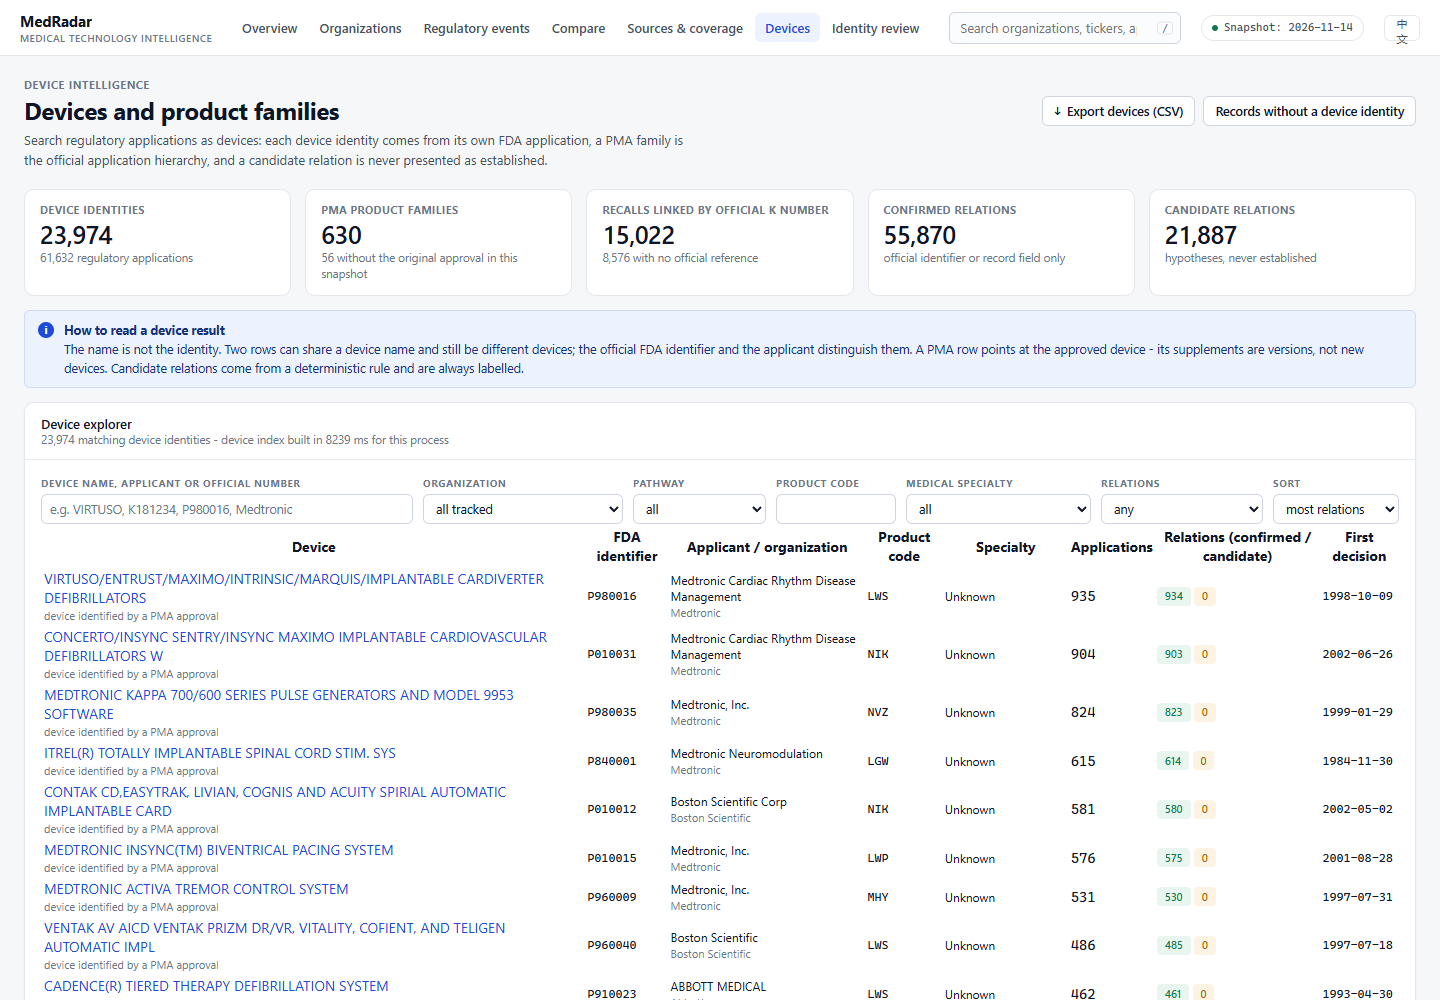 MedRadar
MEDICAL TECHNOLOGY INTELLIGENCE
Overview
Organizations
Regulatory events
Compare
Sources & coverage
Devices
Identity review
Search organizations, tickers, a
/
Snapshot: 2026-11-14
中
文
DEVICE INTELLIGENCE
Devices and product families
Search regulatory applications as devices: each device identity comes from its own FDA application, a PMA family is
the official application hierarchy, and a candidate relation is never presented as established.
↓ Export devices (CSV)
Records without a device identity
DEVICE IDENTITIES
23,974
61,632 regulatory applications
PMA PRODUCT FAMILIES
630
56 without the original approval in this
snapshot
RECALLS LINKED BY OFFICIAL K NUMBER
15,022
8,576 with no official reference
CONFIRMED RELATIONS
55,870
official identifier or record field only
CANDIDATE RELATIONS
21,887
hypotheses, never established
i
How to read a device result
The name is not the identity. Two rows can share a device name and still be different devices; the official FDA identifier and the applicant distinguish them. A PMA row points at the approved device - its supplements are versions, not new
devices. Candidate relations come from a deterministic rule and are always labelled.
Device explorer
23,974 matching device identities - device index built in 8239 ms for this process
DEVICE NAME, APPLICANT OR OFFICIAL NUMBER
e.g. VIRTUSO, K181234, P980016, Medtronic
ORGANIZATION
all tracked
PATHWAY
all
PRODUCT CODE
MEDICAL SPECIALTY
all
RELATIONS
any
SORT
most relations
Device
FDA
identifier
Applicant / organization
Product
code
Specialty
Applications
Relations (confirmed /
candidate)
First
decision
VIRTUSO/ENTRUST/MAXIMO/INTRINSIC/MARQUIS/IMPLANTABLE CARDIVERTER
DEFIBRILLATORS
device identified by a PMA approval
P980016
Medtronic Cardiac Rhythm Disease
Management
Medtronic
LWS
Unknown
935
934 0
1998-10-09
CONCERTO/INSYNC SENTRY/INSYNC MAXIMO IMPLANTABLE CARDIOVASCULAR
DEFIBRILLATORS W
device identified by a PMA approval
P010031
Medtronic Cardiac Rhythm Disease
Management
Medtronic
NIK
Unknown
904
903 0
2002-06-26
MEDTRONIC KAPPA 700/600 SERIES PULSE GENERATORS AND MODEL 9953
SOFTWARE
device identified by a PMA approval
P980035
Medtronic, Inc.
Medtronic
NVZ
Unknown
824
823 0
1999-01-29
ITREL(R) TOTALLY IMPLANTABLE SPINAL CORD STIM. SYS
device identified by a PMA approval
P840001
Medtronic Neuromodulation
Medtronic
LGW
Unknown
615
614 0
1984-11-30
CONTAK CD,EASYTRAK, LIVIAN, COGNIS AND ACUITY SPIRIAL AUTOMATIC
IMPLANTABLE CARD
device identified by a PMA approval
P010012
Boston Scientific Corp
Boston Scientific
NIK
Unknown
581
580 0
2002-05-02
MEDTRONIC INSYNC(TM) BIVENTRICAL PACING SYSTEM
device identified by a PMA approval
P010015
Medtronic, Inc.
Medtronic
LWP
Unknown
576
575 0
2001-08-28
MEDTRONIC ACTIVA TREMOR CONTROL SYSTEM
device identified by a PMA approval
P960009
Medtronic, Inc.
Medtronic
MHY
Unknown
531
530 0
1997-07-31
VENTAK AV AICD VENTAK PRIZM DR/VR, VITALITY, COFIENT, AND TELIGEN
AUTOMATIC IMPL
device identified by a PMA approval
P960040
Boston Scientific
Boston Scientific
LWS
Unknown
486
485 0
1997-07-18
CADENCE(R) TIERED THERAPY DEFIBRILLATION SYSTEM
P910023
ABBOTT MEDICAL
LWS
Unknown
462
461 0
1993-04-30